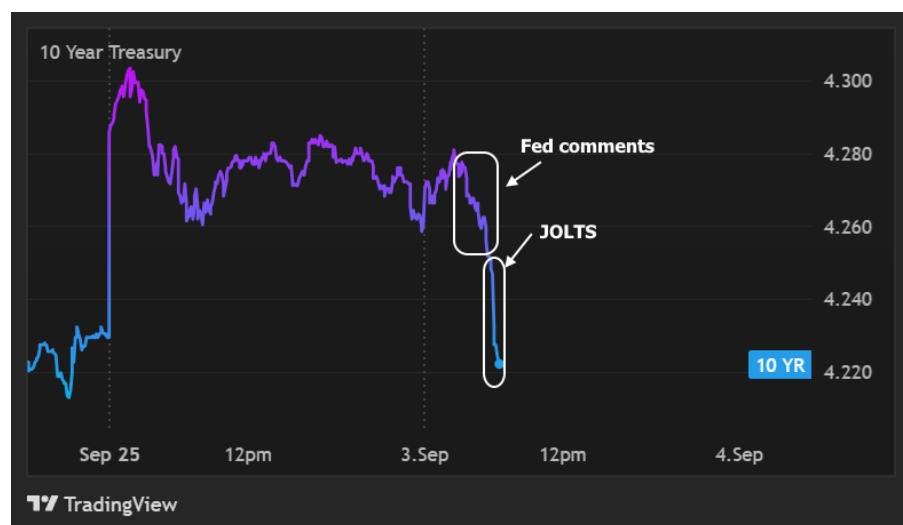 10 Year Treasury
4.300
Fed comments
4.280
JOLTS
4.260
4.240
10 YR
4.220
Sep 25
12pm
3.Sep
12pm
4.Sep
TradingView